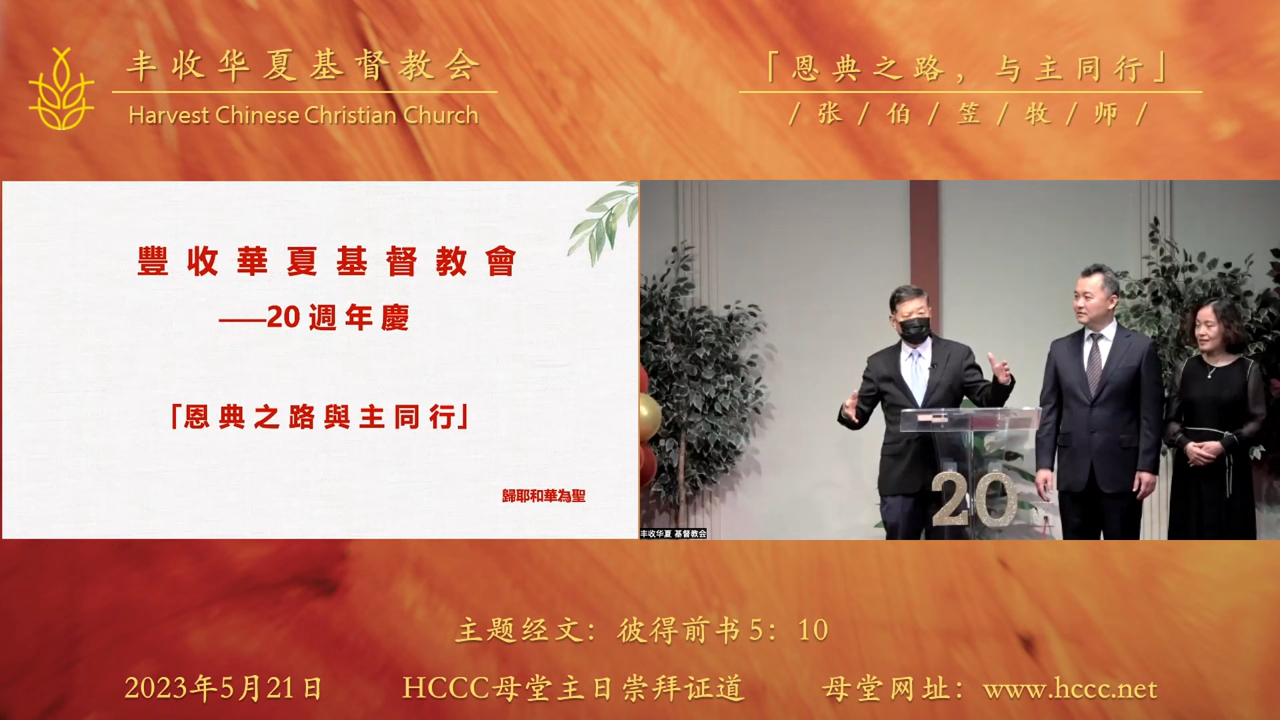 丰收华夏基督教会
Harvest Chinese Christian Church
「恩典之路，与主同行」
/ 张 / 伯 / 笠 / 牧 / 师 /
豐收華夏基督教會
——20週年慶
「恩典之路與主同行」
歸耶和華為聖
20
丰收华夏 基督教会
主题经文：彼得前书5：10
2023年5月21日 HCCC母堂主日崇拜证道 母堂网址：www.hccc.net